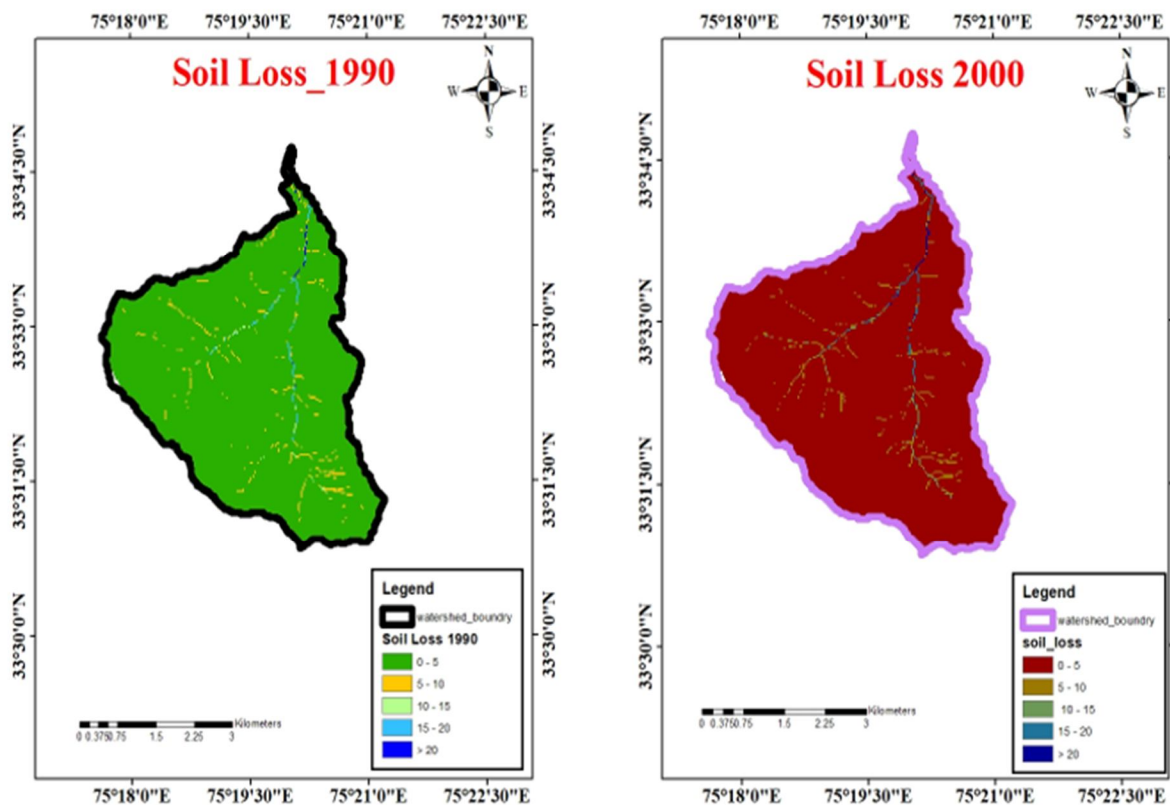 75°18'0"E 75°19'30"E 75°21'0"E 75°22'30"E
Soil Loss_1990
N
W E
S
33°34'30"N 33°34'30"N
33°33'0"N 33°33'0"N
33°31'30"N 33°31'30"N
33°30'0"N 33°30'0"N
Legend
watershed_boundry
Soil Loss 1990
0 - 5
5 - 10
10 - 15
15 - 20
> 20
Kilometers
0 0.375 0.75 1.5 2.25 3
75°18'0"E 75°19'30"E 75°21'0"E 75°22'30"E
75°18'0"E 75°19'30"E 75°21'0"E 75°22'30"E
Soil Loss 2000
N
W E
S
33°34'30"N
33°33'0"N
33°31'30"N
33°30'0"N
Legend
watershed_boundry
soil_loss
0 - 5
5 - 10
10 - 15
15 - 20
> 20
Kilometers
0 0.375 0.75 1.5 2.25 3
75°18'0"E 75°19'30"E 75°21'0"E 75°22'30"E